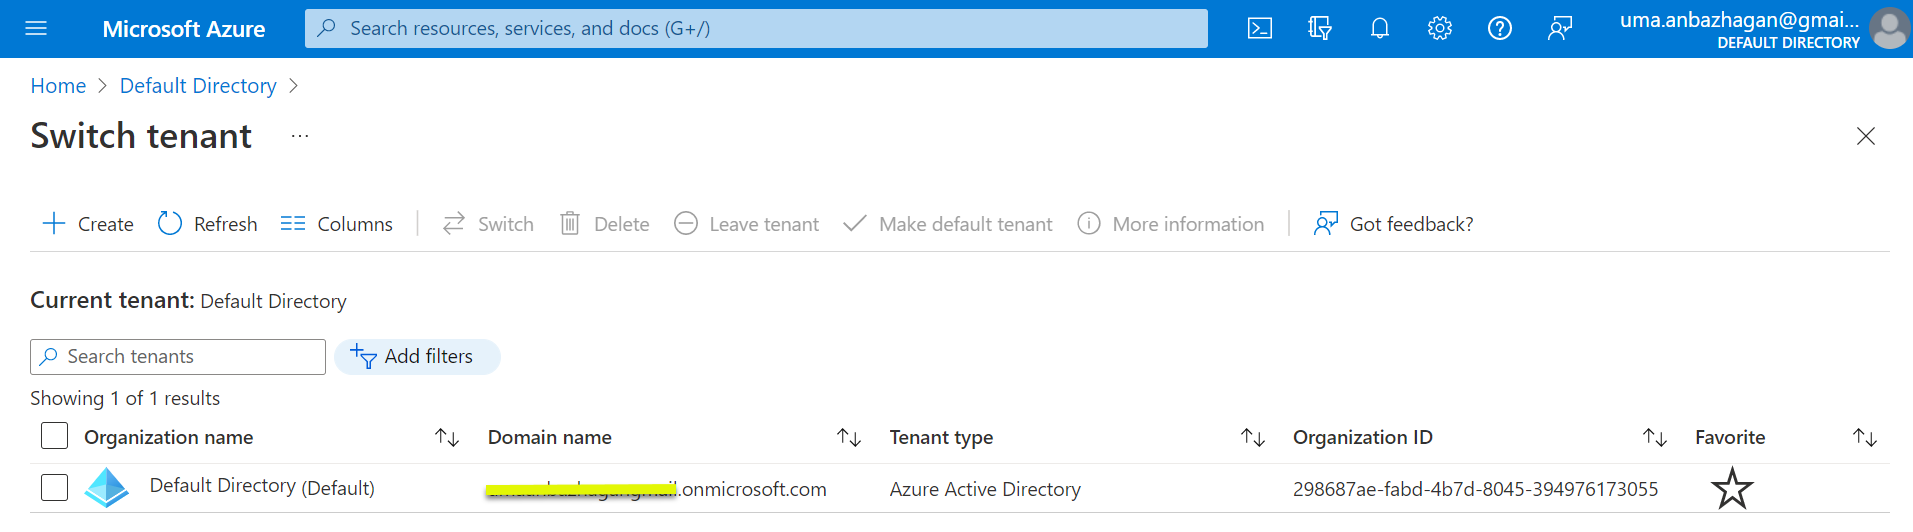 Microsoft Azure
Search resources, services, and docs (G+/)
uma.anbazhagan@gmai...
DEFAULT DIRECTORY
Home > Default Directory >
Switch tenant ...
Create Refresh Columns Switch Delete Leave tenant Make default tenant More information Got feedback?
Current tenant: Default Directory
Search tenants Add filters
Showing 1 of 1 results
Organization name Domain name Tenant type Organization ID Favorite
Default Directory (Default) .onmicrosoft.com Azure Active Directory 298687ae-fabd-4b7d-8045-394976173055